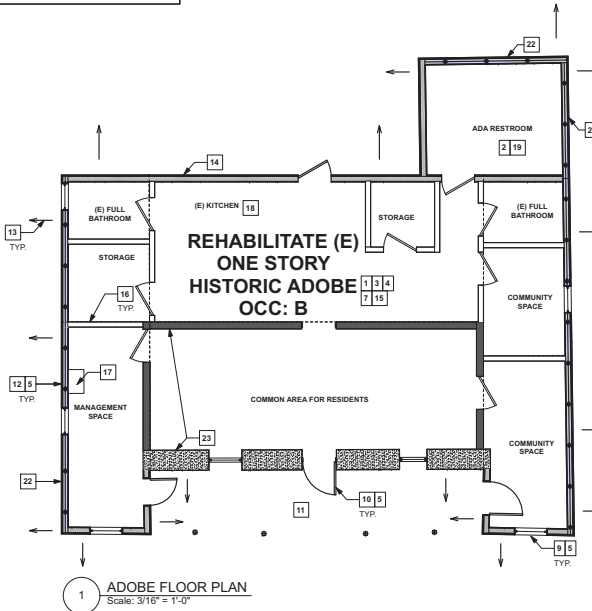 22
ADA RESTROOM
2 19
2
14
(E) FULL
BATHROOM
(E) KITCHEN 18
STORAGE
(E) FULL
BATHROOM
13
TYP.
REHABILITATE (E)
ONE STORY
HISTORIC ADOBE
OCC: B
1 3 4
7 15
STORAGE
16
TYP.
COMMUNITY
SPACE
12 5
TYP.
17
MANAGEMENT
SPACE
COMMON AREA FOR RESIDENTS
23
COMMUNITY
SPACE
22
11
10 5
TYP.
9 5
TYP.
1
ADOBE FLOOR PLAN
Scale: 3/16" = 1'-0"